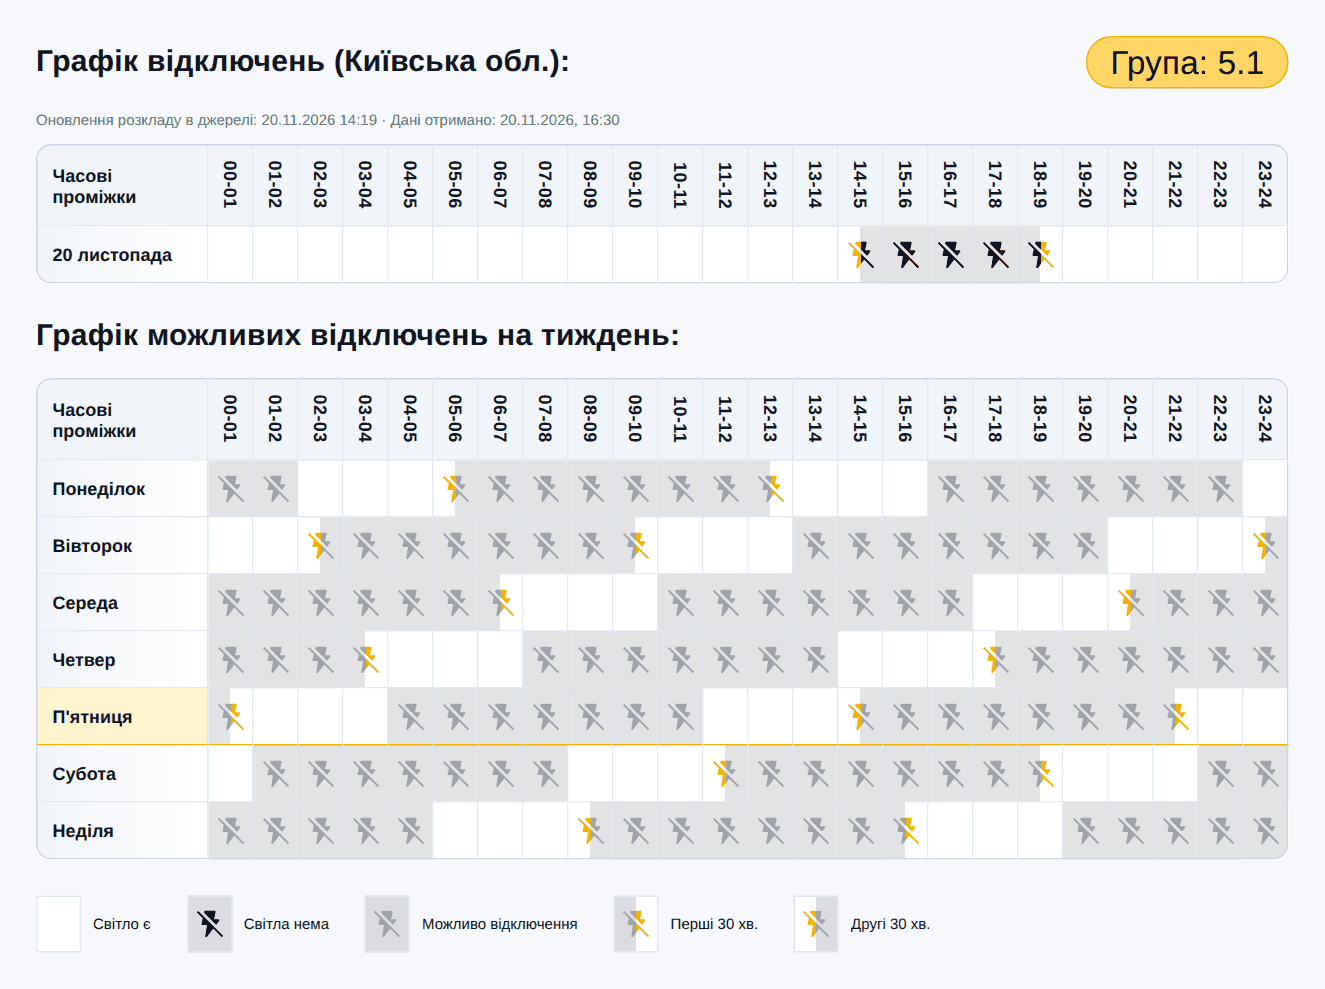 Графік відключень (Київська обл.):
Група: 5.1
Оновлення розкладу в джерелі: 20.11.2026 14:19 · Дані отримано: 20.11.2026, 16:30
Часові проміжки 00-01 01-02 02-03 03-04 04-05 05-06 06-07 07-08 08-09 09-10 10-11 11-12 12-13 13-14 14-15 15-16 16-17 17-18 18-19 19-20 20-21 21-22 22-23 23-24
20 листопада
Графік можливих відключень на тиждень:
Часові проміжки 00-01 01-02 02-03 03-04 04-05 05-06 06-07 07-08 08-09 09-10 10-11 11-12 12-13 13-14 14-15 15-16 16-17 17-18 18-19 19-20 20-21 21-22 22-23 23-24
Понеділок
Вівторок
Середа
Четвер
П'ятниця
Субота
Неділя
Світло є Світла нема Можливо відключення Перші 30 хв. Другі 30 хв.